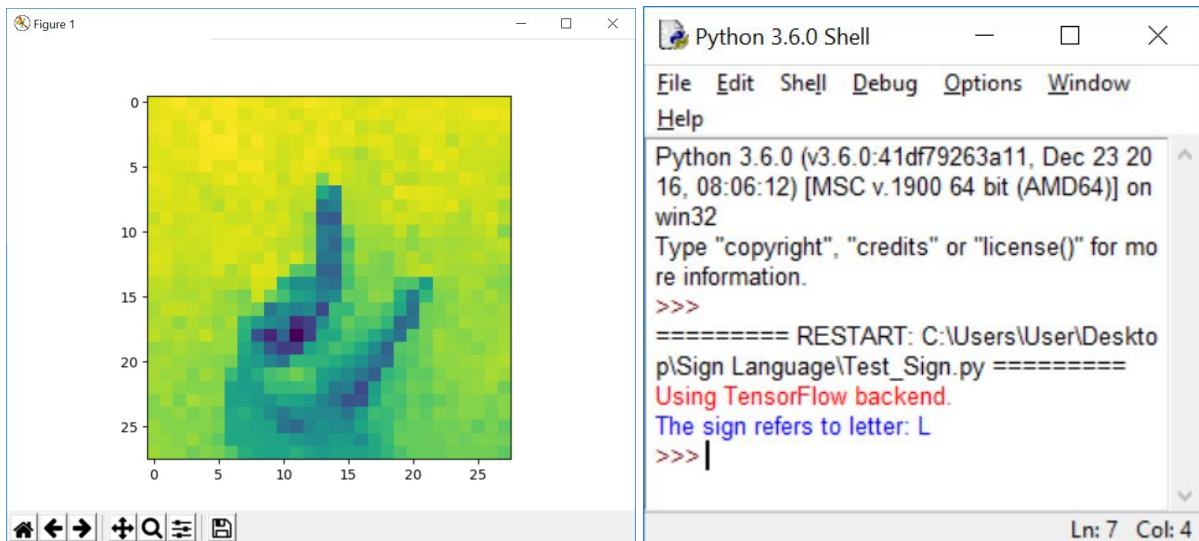 Figure 1
0
5
10
15
20
25
0 5 10 15 20 25
Python 3.6.0 Shell
File Edit Shell Debug Options Window
Help
Python 3.6.0 (v3.6.0:41df79263a11, Dec 23 20
16, 08:06:12) [MSC v.1900 64 bit (AMD64)] on
win32
Type "copyright", "credits" or "license()" for mo
re information.
>>>
========= RESTART: C:\Users\User\Deskto
p\Sign Language\Test_Sign.py =========
Using TensorFlow backend.
The sign refers to letter: L
>>>
Ln: 7 Col: 4